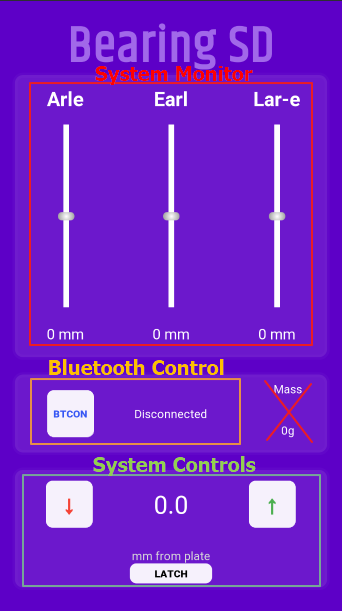 Bearing SD
System Monitor
Arle Earl Lar-e
0 mm 0 mm 0 mm
Bluetooth Control
Mass
BTCON Disconnected
0g
System Controls
↓ 0.0 ↑
mm from plate
LATCH